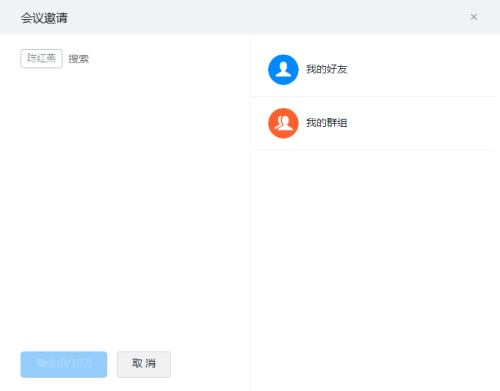 会议邀请
×
陈红燕 搜索
我的好友
我的群组
确定(0/102) 取 消